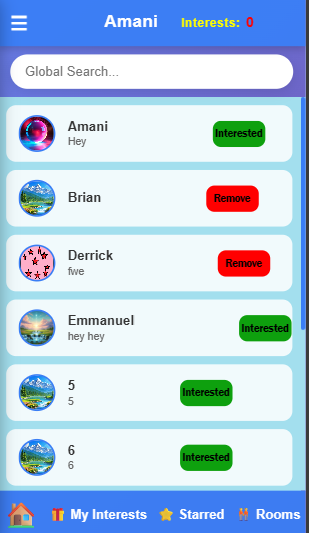 Amani Interests: 0
Global Search...
Amani
Hey
Interested
Brian
Remove
Derrick
fwe
Remove
Emmanuel
hey hey
Interested
5
5
Interested
6
6
Interested
My Interests Starred Rooms